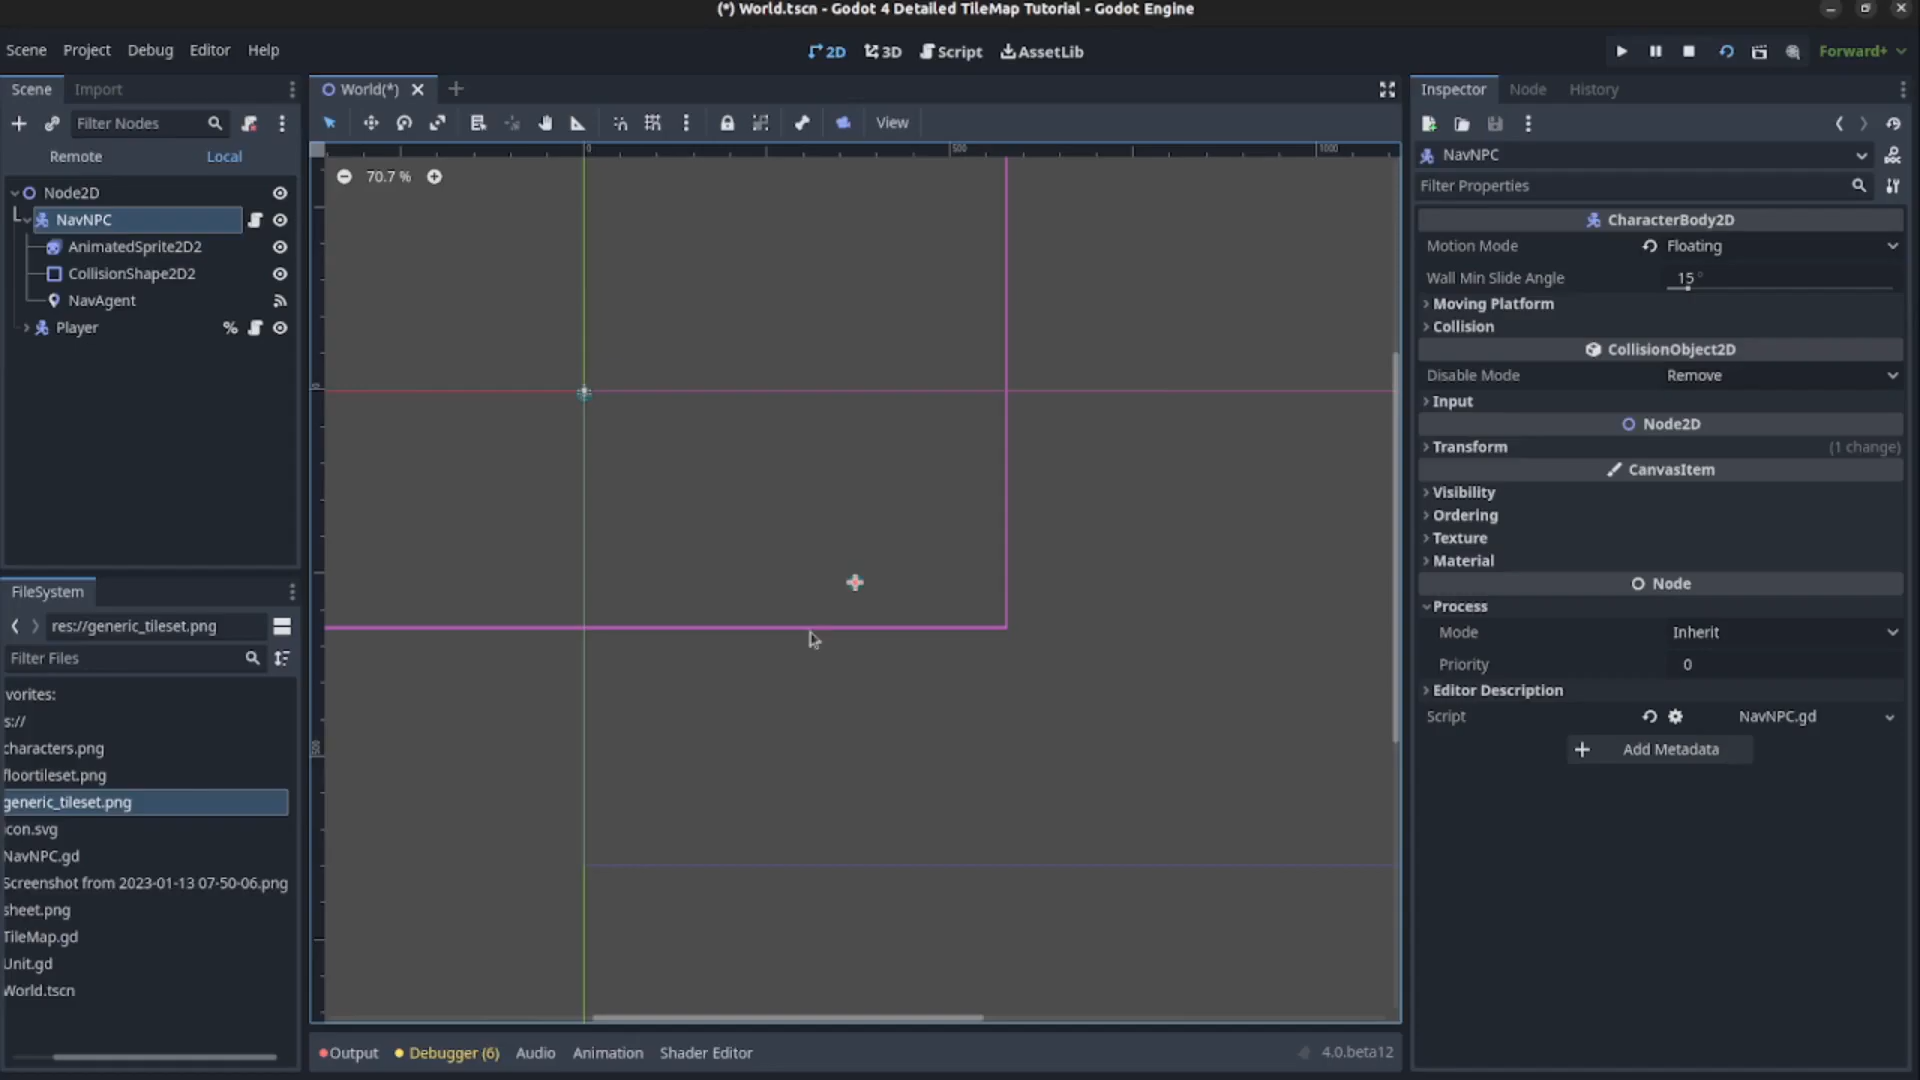 (*) World.tscn - Godot 4 Detailed TileMap Tutorial - Godot Engine
Scene Project Debug Editor Help
2D 3D Script AssetLib
Forward+
Scene Import
World(*)
Inspector Node History
Filter Nodes
View
Remote Local
NavNPC
70.7 %
Filter Properties
Node2D
NavNPC
AnimatedSprite2D2
CollisionShape2D2
NavAgent
Player
%
0
500
1000
0
500
CharacterBody2D
Motion Mode Floating
Wall Min Slide Angle 15 °
Moving Platform
Collision
CollisionObject2D
Disable Mode Remove
Input
Node2D
Transform (1 change)
CanvasItem
Visibility
Ordering
Texture
Material
Node
Process
Mode Inherit
Priority 0
Editor Description
Script NavNPC.gd
Add Metadata
FileSystem
res://generic_tileset.png
Filter Files
vorites:
s://
characters.png
floortileset.png
generic_tileset.png
icon.svg
NavNPC.gd
Screenshot from 2023-01-13 07-50-06.png
sheet.png
TileMap.gd
Unit.gd
World.tscn
Output Debugger (6) Audio Animation Shader Editor 4.0.beta12